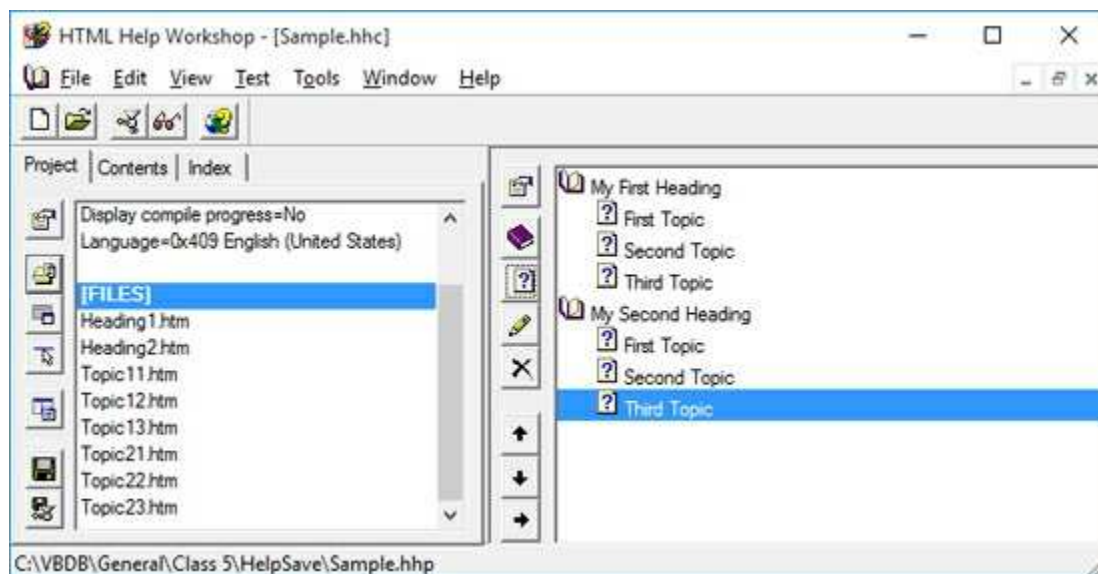 HTML Help Workshop - [Sample.hhc]
File Edit View Test Tools Window Help
Project Contents Index
Display compile progress=No
Language=0x409 English (United States)
[FILES]
Heading1.htm
Heading2.htm
Topic11.htm
Topic12.htm
Topic13.htm
Topic21.htm
Topic22.htm
Topic23.htm
My First Heading
First Topic
Second Topic
Third Topic
My Second Heading
First Topic
Second Topic
Third Topic
C:\VBDB\General\Class 5\HelpSave\Sample.hhp